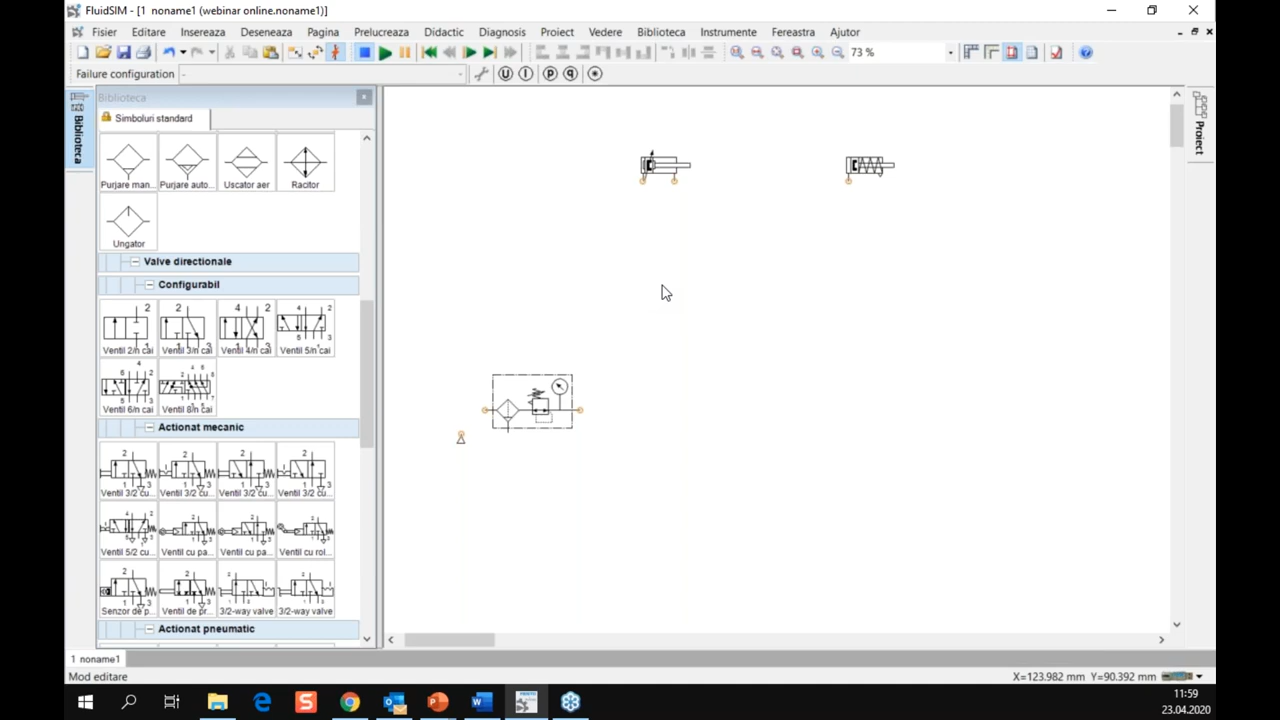 FluidSIM - [1 noname1 (webinar online.noname1)]
Fisier Editare Insereaza Deseneaza Pagina Prelucreaza Didactic Diagnosis Proiect Vedere Biblioteca Instrumente Fereastra Ajutor
73 %
Failure configuration -
U I p q
Biblioteca
Simboluri standard
Biblioteca
Project
Purjare man... Purjare auto... Uscator aer Racitor
Ungator
Valve directionale
Configurabil
Ventil 2/n cai Ventil 3/n cai Ventil 4/n cai Ventil 5/n cai
Ventil 6/n cai Ventil 8/n cai
Actionat mecanic
Ventil 3/2 cu... Ventil 3/2 cu... Ventil 3/2 cu... Ventil 3/2 cu...
Ventil 5/2 cu... Ventil cu pa... Ventil cu pa... Ventil cu rol...
Senzor de p... Ventil de pr... 3/2-way valve 3/2-way valve
Actionat pneumatic
1 noname1
Mod editare
X=123.982 mm Y=90.392 mm
11:59
23.04.2020